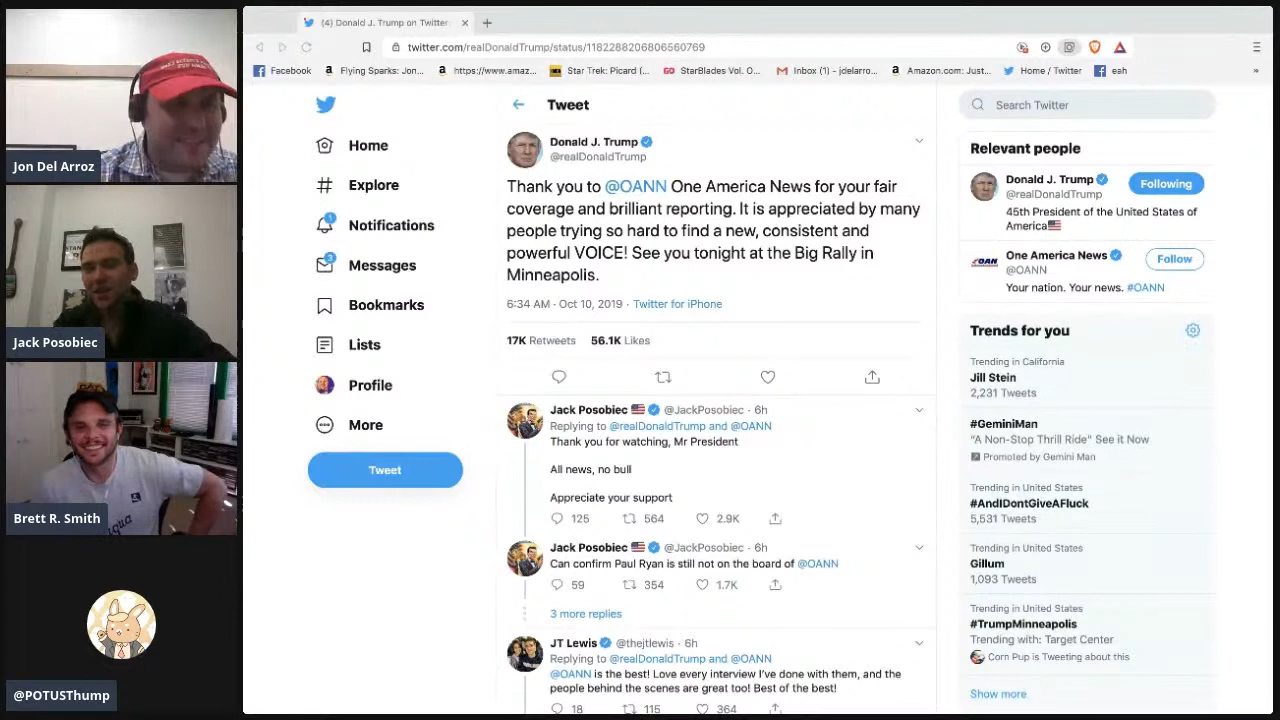 (4) Donald J. Trump on Twitter:
twitter.com/realDonaldTrump/status/1182288206806560769
Facebook
Flying Sparks: Jon...
https://www.amaz...
Star Trek: Picard (...
StarBlades Vol. O...
Inbox (1) - jdelarro...
Amazon.com: Just...
Home / Twitter
eah
»
Jon Del Arroz
Jack Posobiec
Brett R. Smith
@POTUSThump
Home
Explore
Notifications
1
Messages
3
Bookmarks
Lists
Profile
More
Tweet
Tweet
Donald J. Trump
@realDonaldTrump
Thank you to @OANN One America News for your fair
coverage and brilliant reporting. It is appreciated by many
people trying so hard to find a new, consistent and
powerful VOICE! See you tonight at the Big Rally in
Minneapolis.
6:34 AM · Oct 10, 2019 · Twitter for iPhone
17K Retweets 56.1K Likes
Jack Posobiec @JackPosobiec · 6h
Replying to @realDonaldTrump and @OANN
Thank you for watching, Mr President
All news, no bull
Appreciate your support
125 564 2.9K
Jack Posobiec @JackPosobiec · 6h
Can confirm Paul Ryan is still not on the board of @OANN
59 354 1.7K
3 more replies
JT Lewis @thejtlewis · 6h
Replying to @realDonaldTrump and @OANN
@OANN is the best! Love every interview I've done with them, and the
people behind the scenes are great too! Best of the best!
18 115 364
Search Twitter
Relevant people
Donald J. Trump
@realDonaldTrump
Following
45th President of the United States of
America
One America News
@OANN
Follow
Your nation. Your news. #OANN
Trends for you
Trending in California
Jill Stein
2,231 Tweets
#GeminiMan
"A Non-Stop Thrill Ride" See it Now
Promoted by Gemini Man
Trending in United States
#AndIDontGiveAFluck
5,531 Tweets
Trending in United States
Gillum
1,093 Tweets
Trending in United States
#TrumpMinneapolis
Trending with: Target Center
Corn Pup is Tweeting about this
Show more